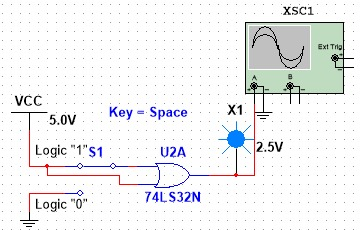 XSC1
Ext Trig
A
B
VCC
5.0V
Key = Space
X1
2.5V
Logic "1"
S1
U2A
74LS32N
Logic "0"